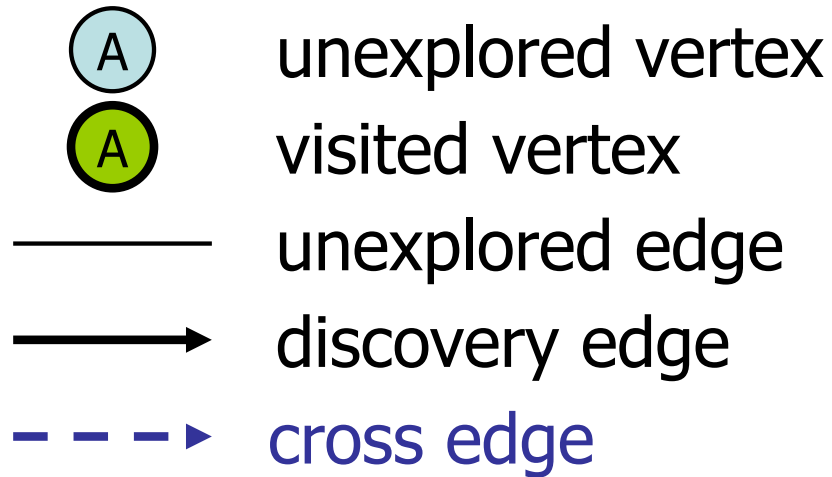 A unexplored vertex
A visited vertex
unexplored edge
discovery edge
cross edge